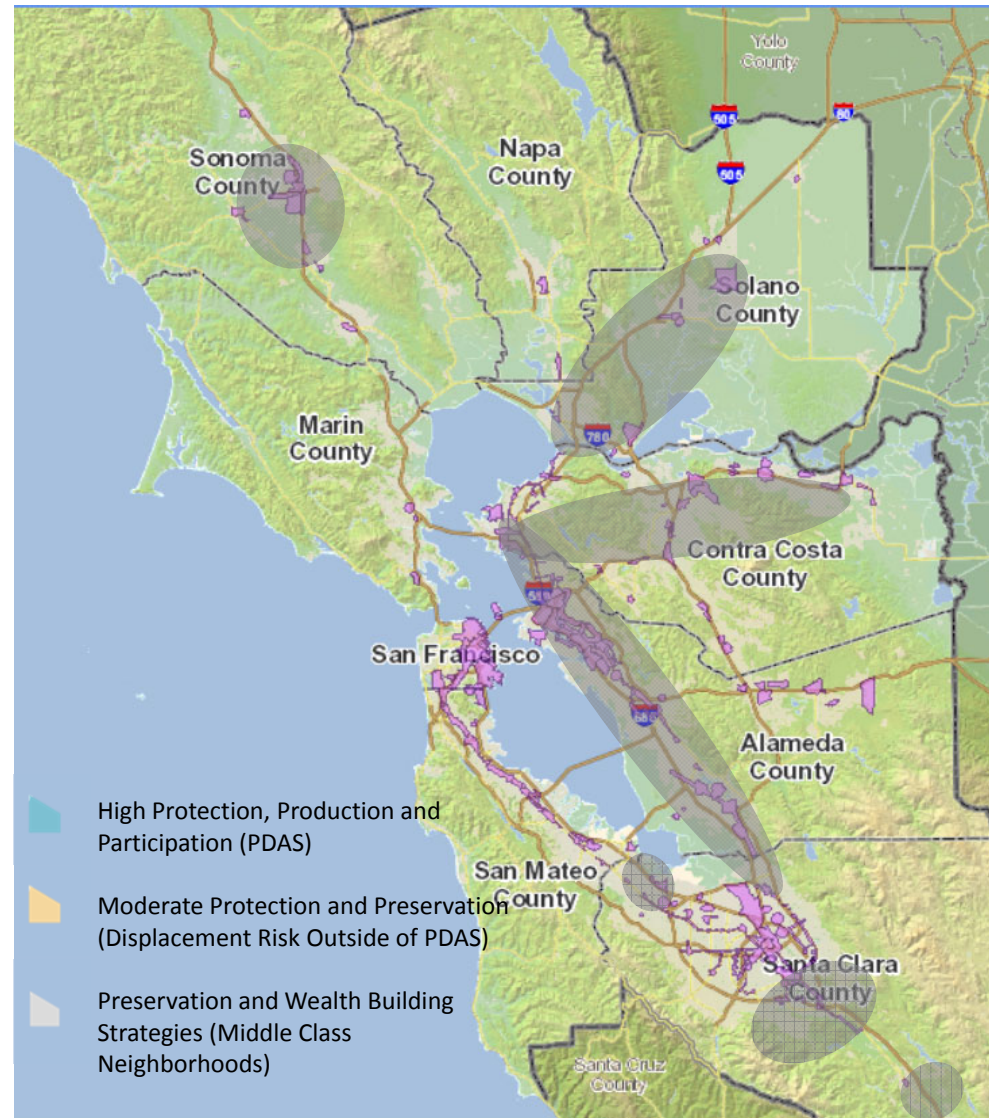 Yolo
County
505
80
505
Sonoma
County
Napa
County
Solano
County
Marin
County
780
Contra Costa
County
San Francisco
680
Alameda
County
High Protection, Production and
Participation (PDAS)
Moderate Protection and Preservation
(Displacement Risk Outside of PDAS)
Preservation and Wealth Building
Strategies (Middle Class
Neighborhoods)
San Mateo
County
Santa Clara
County
Santa Cruz
County